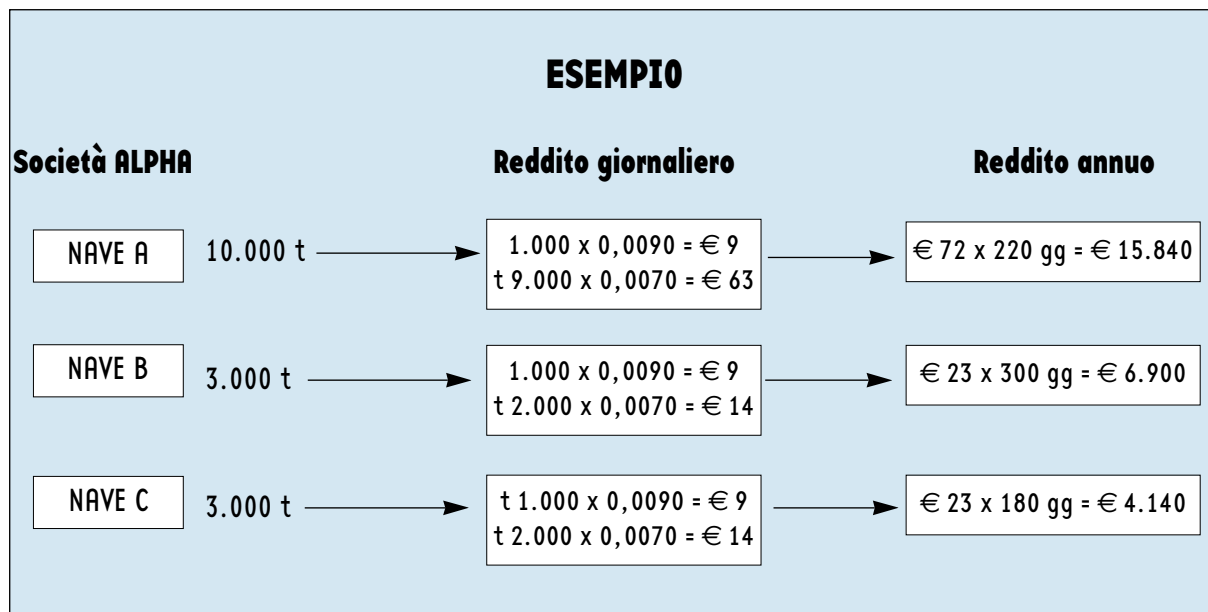 ESEMPIO
Società ALPHA
Reddito giornaliero
Reddito annuo
NAVE A
10.000 t
1.000 x 0,0090 = € 9
t 9.000 x 0,0070 = € 63
€ 72 x 220 gg = € 15.840
NAVE B
3.000 t
1.000 x 0,0090 = € 9
t 2.000 x 0,0070 = € 14
€ 23 x 300 gg = € 6.900
NAVE C
3.000 t
t 1.000 x 0,0090 = € 9
t 2.000 x 0,0070 = € 14
€ 23 x 180 gg = € 4.140